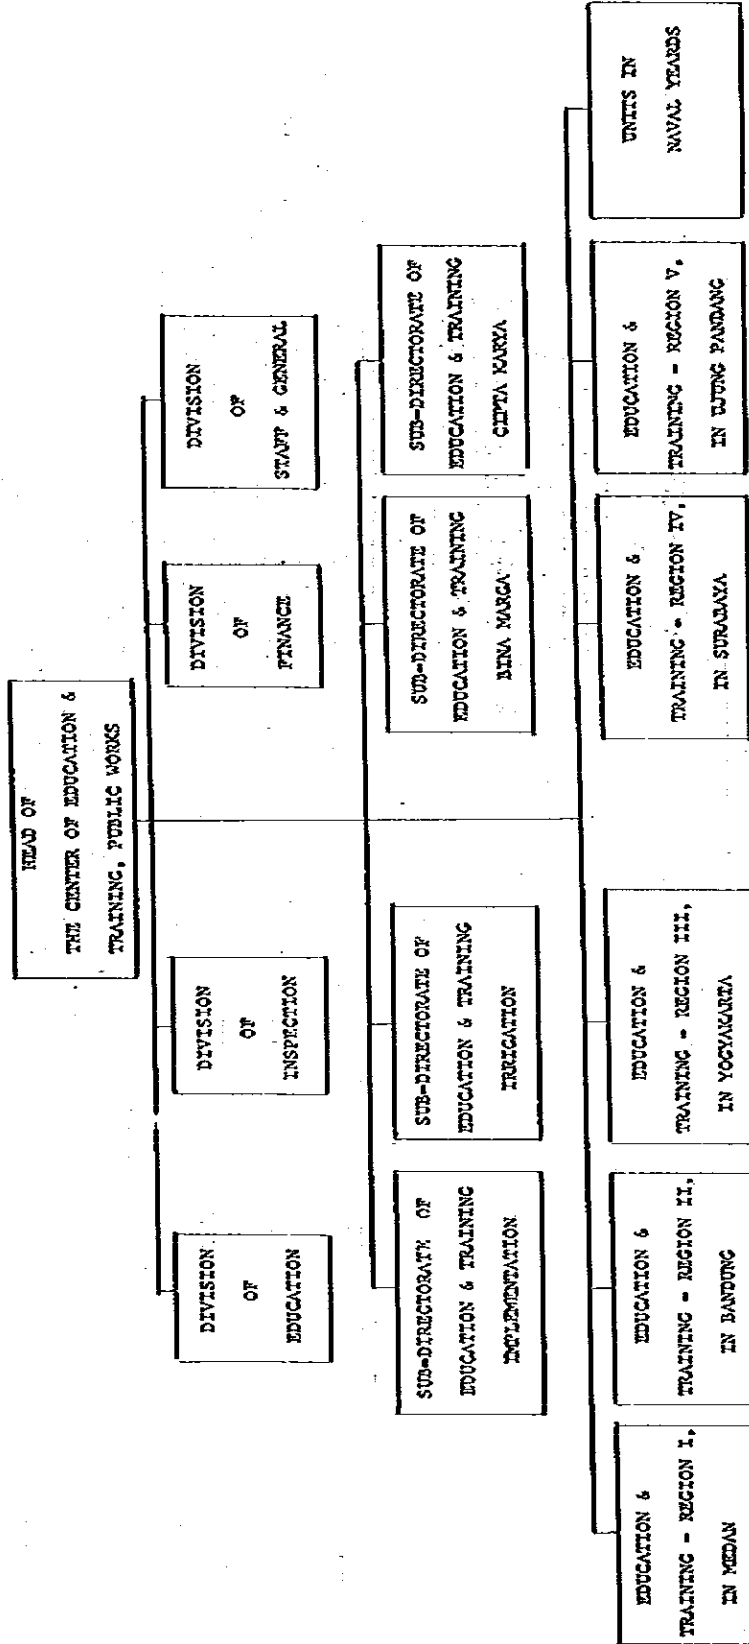 HEAD OF
THE CENTER OF EDUCATION &
TRAINING, PUBLIC WORKS
DIVISION
OF
EDUCATION
DIVISION
OF
INSPECTION
DIVISION
OF
FINANCE
DIVISION
OF
STAFF & GENERAL
SUB-DIRECTORATE OF
EDUCATION & TRAINING
IMPLEMENTATION
SUB-DIRECTORATE OF
EDUCATION & TRAINING
IRRIGATION
SUB-DIRECTORATE OF
EDUCATION & TRAINING
BINA MARGA
SUB-DIRECTORATE OF
EDUCATION & TRAINING
CIPTA KARYA
EDUCATION &
TRAINING - REGION I,
IN MEDAN
EDUCATION &
TRAINING - REGION II,
IN BANDUNG
EDUCATION &
TRAINING - REGION III,
IN YOGYAKARTA
EDUCATION &
TRAINING - REGION IV,
IN SURABAYA
EDUCATION &
TRAINING - REGION V,
IN UJUNG PANDANG
UNITS IN
NAVAL YEARDS